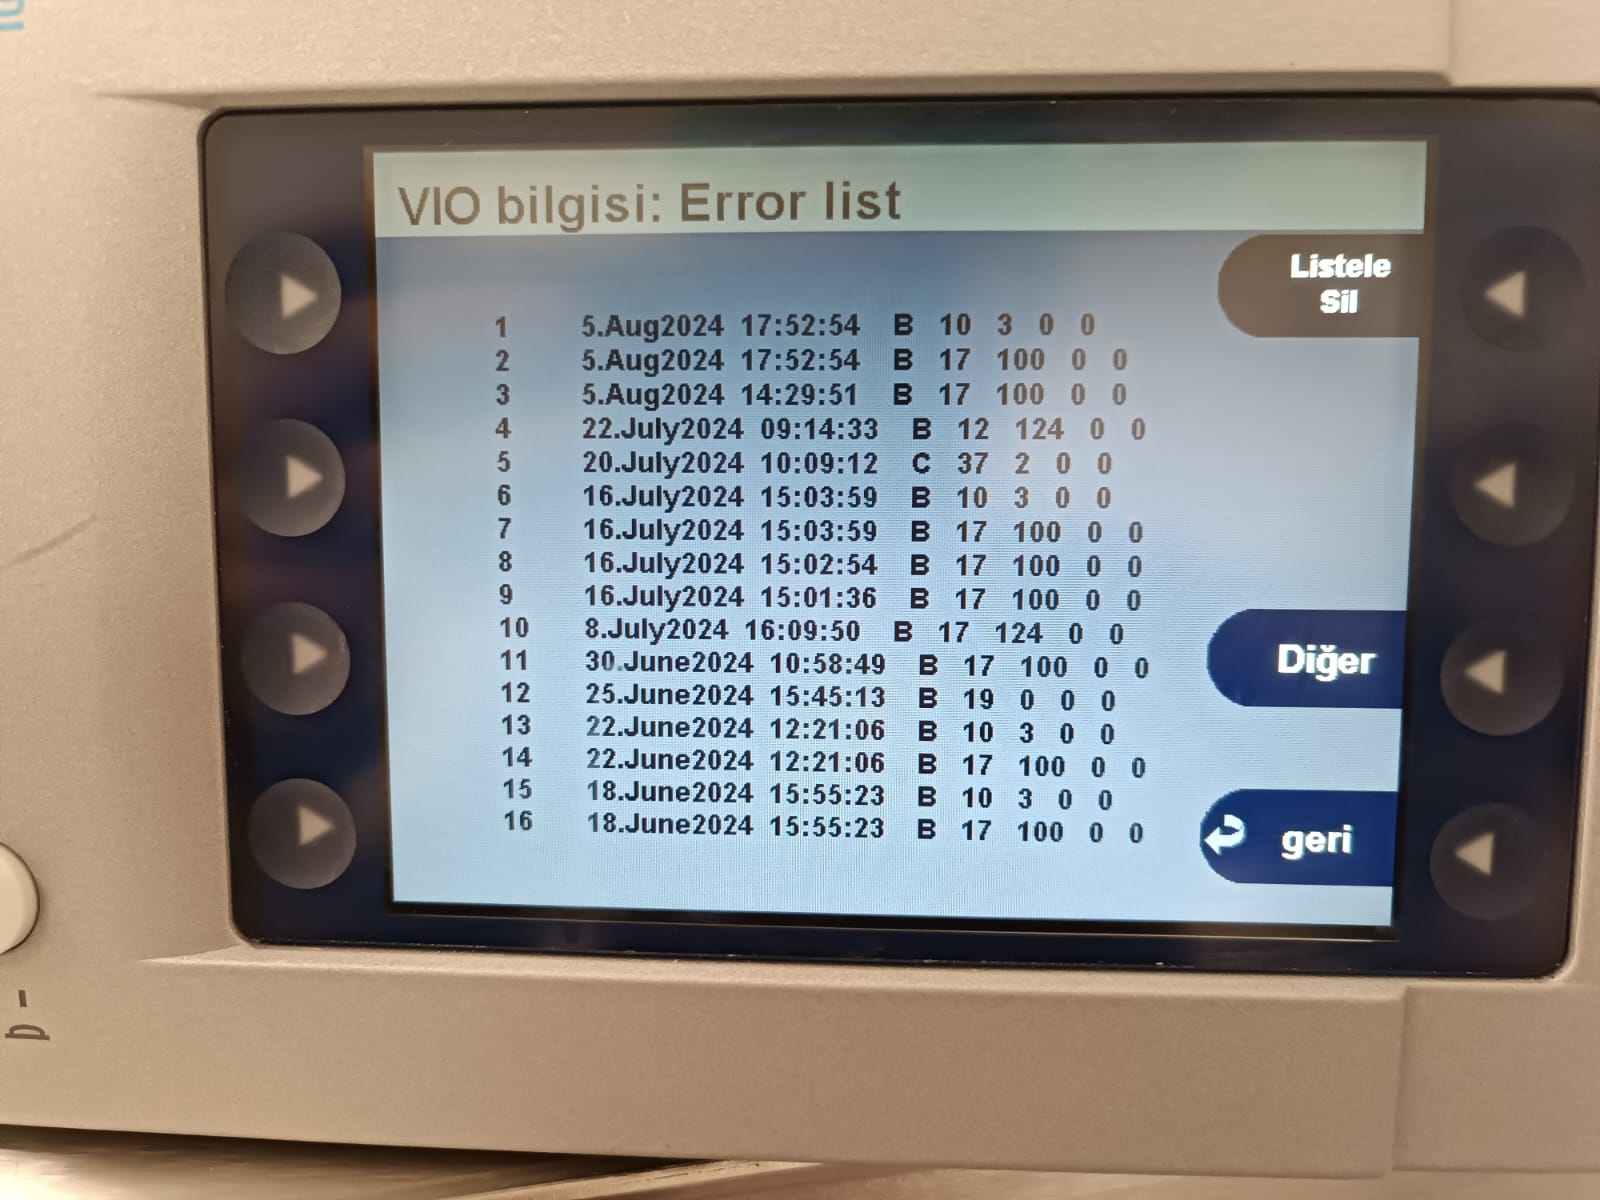 VIO bilgisi: Error list
Listele
Sil
1 5.Aug2024 17:52:54 B 10 3 0 0
2 5.Aug2024 17:52:54 B 17 100 0 0
3 5.Aug2024 14:29:51 B 17 100 0 0
4 22.July2024 09:14:33 B 12 124 0 0
5 20.July2024 10:09:12 C 37 2 0 0
6 16.July2024 15:03:59 B 10 3 0 0
7 16.July2024 15:03:59 B 17 100 0 0
8 16.July2024 15:02:54 B 17 100 0 0
9 16.July2024 15:01:36 B 17 100 0 0
10 8.July2024 16:09:50 B 17 124 0 0
11 30.June2024 10:58:49 B 17 100 0 0
12 25.June2024 15:45:13 B 19 0 0 0
13 22.June2024 12:21:06 B 10 3 0 0
14 22.June2024 12:21:06 B 17 100 0 0
15 18.June2024 15:55:23 B 10 3 0 0
16 18.June2024 15:55:23 B 17 100 0 0
Diğer
geri